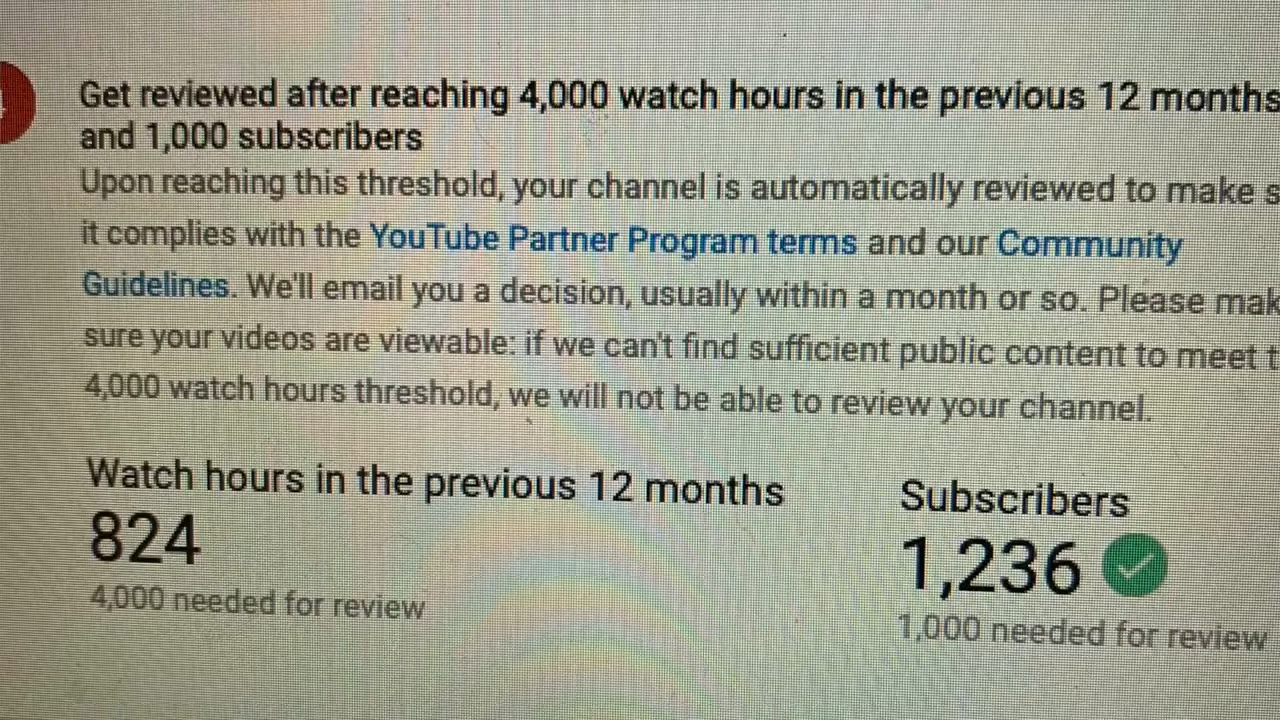 Get reviewed after reaching 4,000 watch hours in the previous 12 months
and 1,000 subscribers
Upon reaching this threshold, your channel is automatically reviewed to make s
it complies with the YouTube Partner Program terms and our Community
Guidelines. We'll email you a decision, usually within a month or so. Please mak
sure your videos are viewable: if we can't find sufficient public content to meet t
4,000 watch hours threshold, we will not be able to review your channel.
Watch hours in the previous 12 months
824
4,000 needed for review
Subscribers
1,236
1,000 needed for review